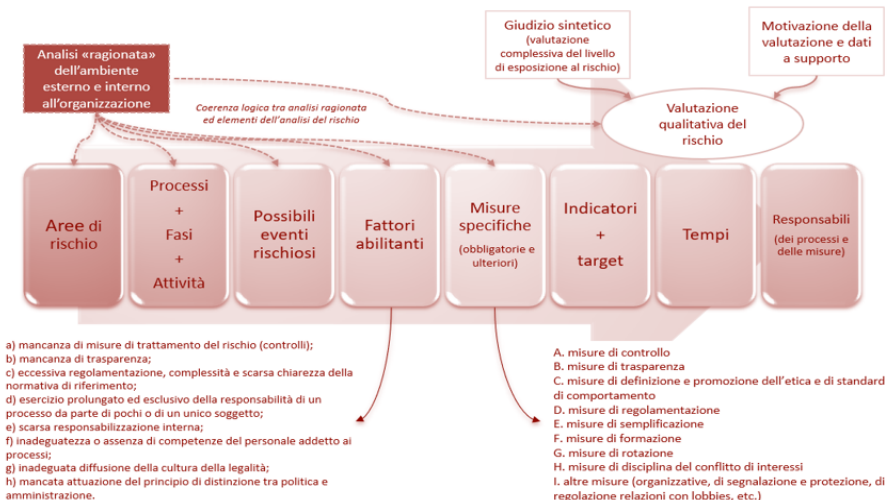 Analisi «ragionata»
dell'ambiente
esterno e interno
all'organizzazione
Giudizio sintetico
(valutazione
complessiva del livello
di esposizione al rischio)
Motivazione della
valutazione e dati
a supporto
Coerenza logica tra analisi ragionata
ed elementi dell'analisi del rischio
Valutazione
qualitativa del
rischio
Aree di
rischio
Processi
+
Fasi
+
Attività
Possibili
eventi
rischiosi
Fattori
abilitanti
Misure
specifiche
(obbligatorie e
ulteriori)
Indicatori
+
target
Tempi
Responsabili
(dei processi e
delle misure)
a) mancanza di misure di trattamento del rischio (controlli);
b) mancanza di trasparenza;
c) eccessiva regolamentazione, complessità e scarsa chiarezza della
normativa di riferimento;
d) esercizio prolungato ed esclusivo della responsabilità di un
processo da parte di pochi o di un unico soggetto;
e) scarsa responsabilizzazione interna;
f) inadeguatezza o assenza di competenze del personale addetto ai
processi;
g) inadeguata diffusione della cultura della legalità;
h) mancata attuazione del principio di distinzione tra politica e
amministrazione.
A. misure di controllo
B. misure di trasparenza
C. misure di definizione e promozione dell'etica e di standard
di comportamento
D. misure di regolamentazione
E. misure di semplificazione
F. misure di formazione
G. misure di rotazione
H. misure di disciplina del conflitto di interessi
I. altre misure (organizzative, di segnalazione e protezione, di
regolazione relazioni con lobbies, etc.)